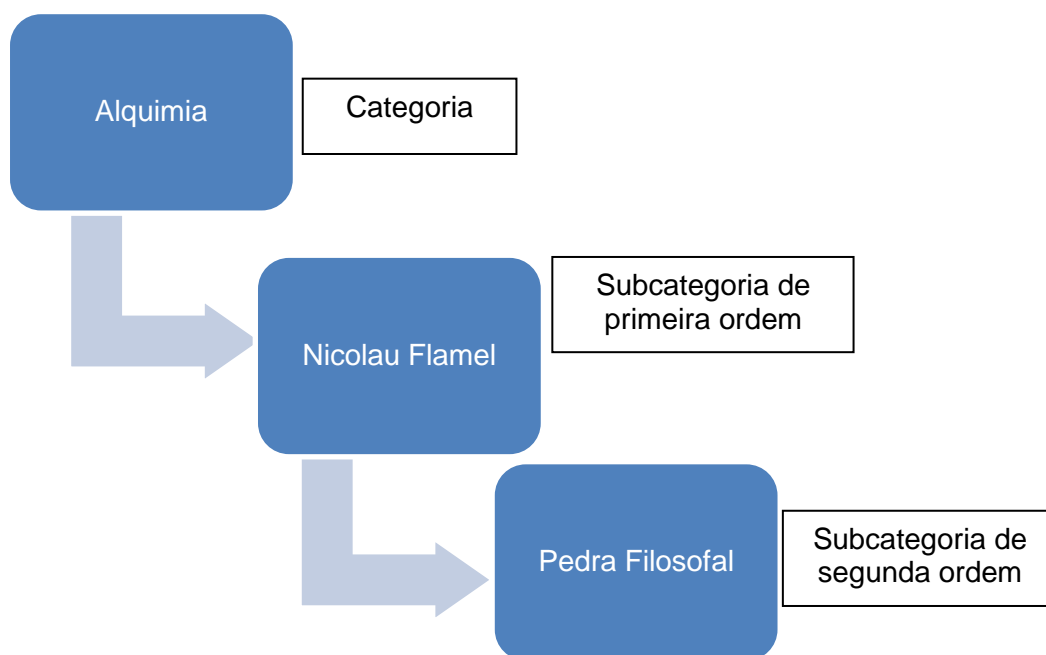 Alquimia
Categoria
Subcategoria de
primeira ordem
Nicolau Flamel
Subcategoria de
segunda ordem
Pedra Filosofal